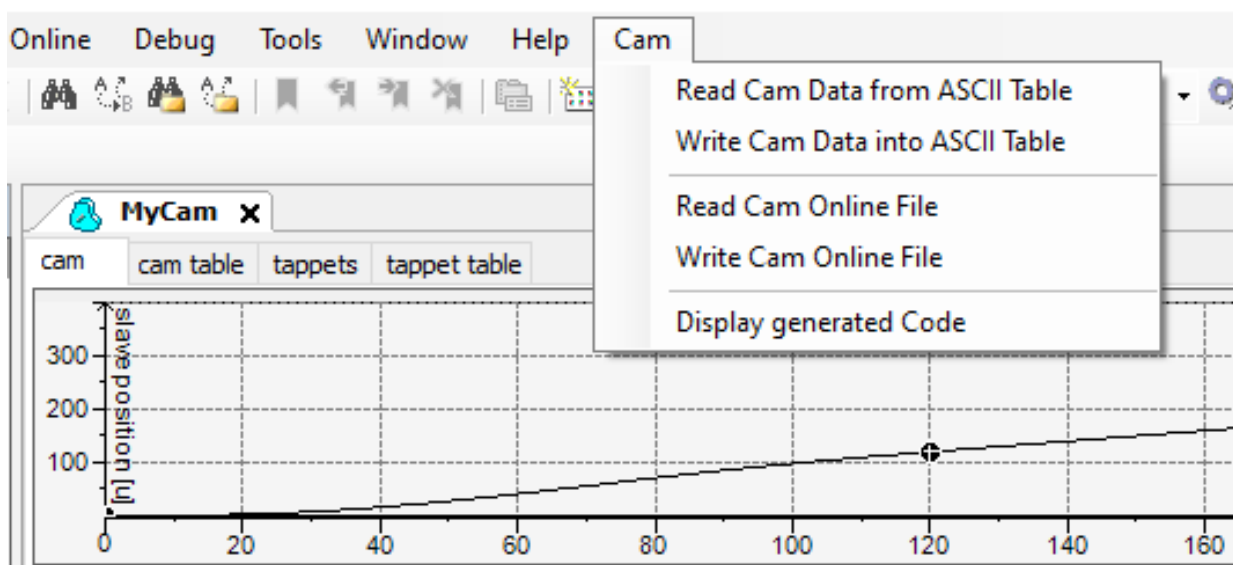 Online Debug Tools Window Help Cam
Read Cam Data from ASCII Table
Write Cam Data into ASCII Table
Read Cam Online File
Write Cam Online File
Display generated Code
MyCam
cam cam table tappets tappet table
slave position [u]
300
200
100
0 20 40 60 80 100 120 140 160